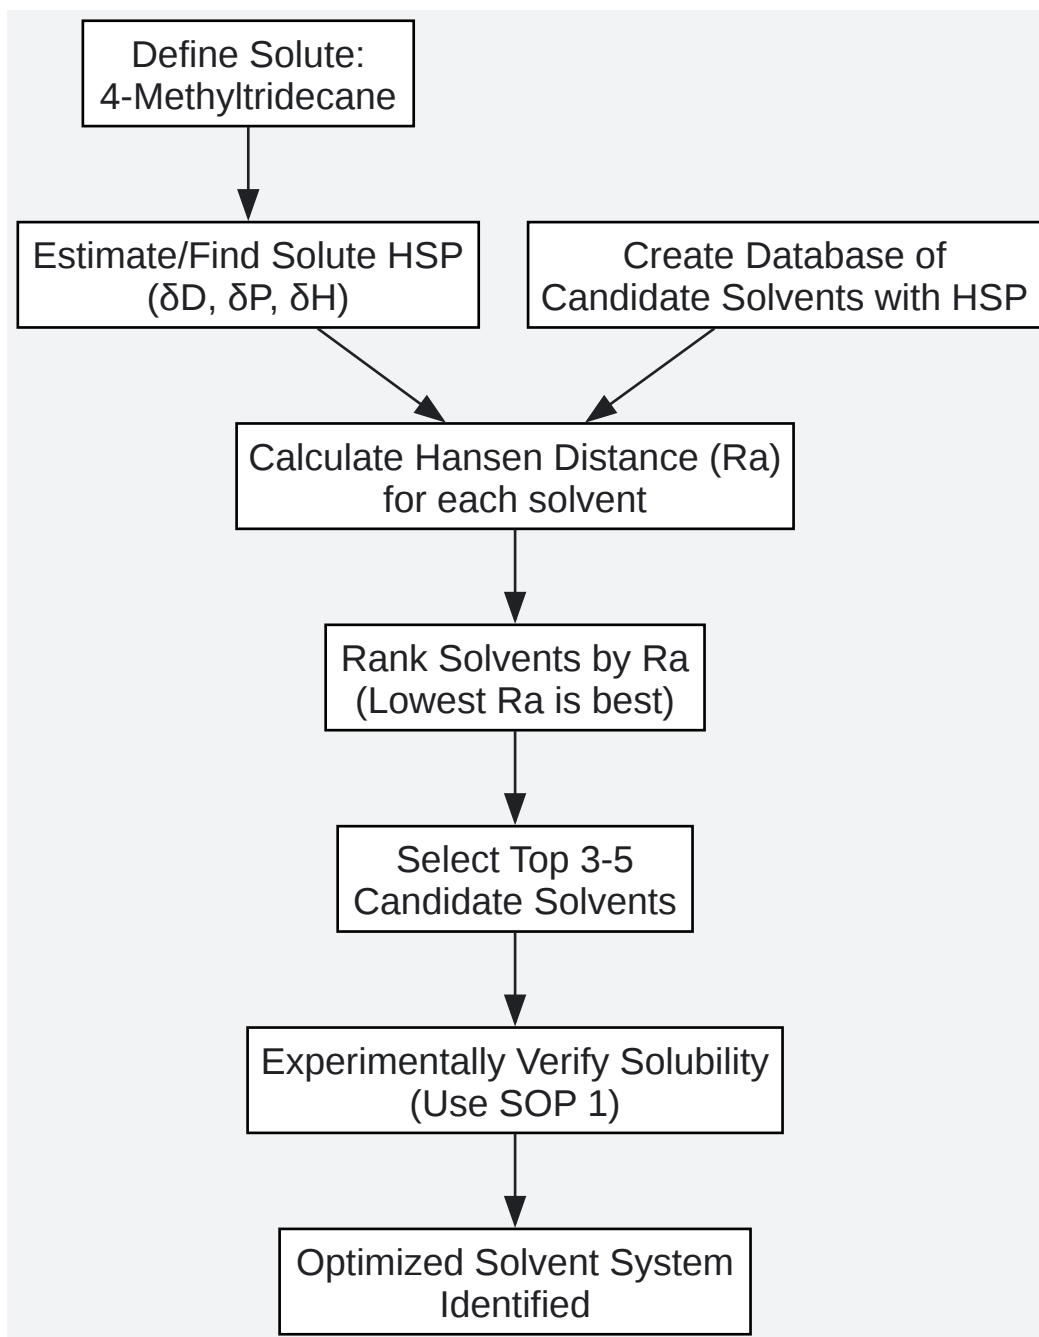 Define Solute:
4-Methyltridecane
Estimate/Find Solute HSP
(δD, δP, δH)
Create Database of
Candidate Solvents with HSP
Calculate Hansen Distance (Ra)
for each solvent
Rank Solvents by Ra
(Lowest Ra is best)
Select Top 3-5
Candidate Solvents
Experimentally Verify Solubility
(Use SOP 1)
Optimized Solvent System
Identified